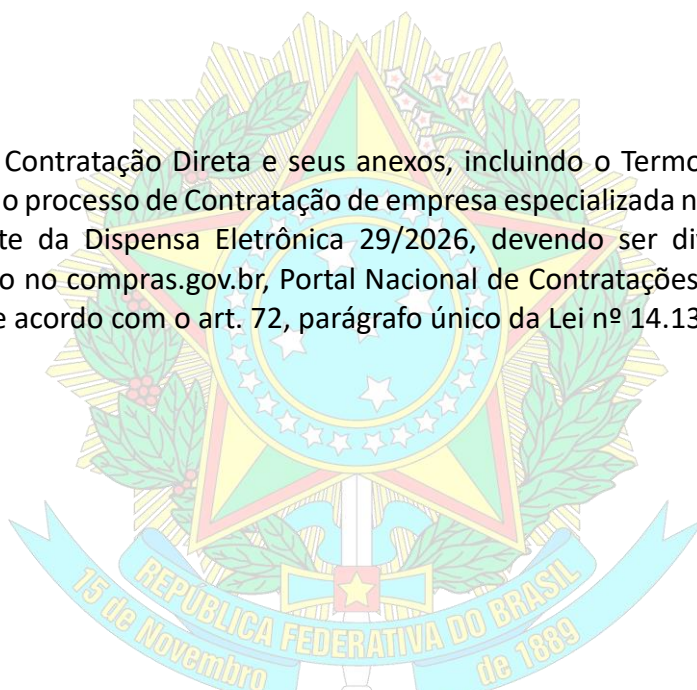 Contratação Direta e seus anexos, incluindo o Termo
o processo de Contratação de empresa especializada n
te da Dispensa Eletrônica 29/2026, devendo ser di
o no compras.gov.br, Portal Nacional de Contratações
e acordo com o art. 72, parágrafo único da Lei nº 14.13
REPÚBLICA FEDERATIVA DO BRASIL
15 de Novembro
de 1889